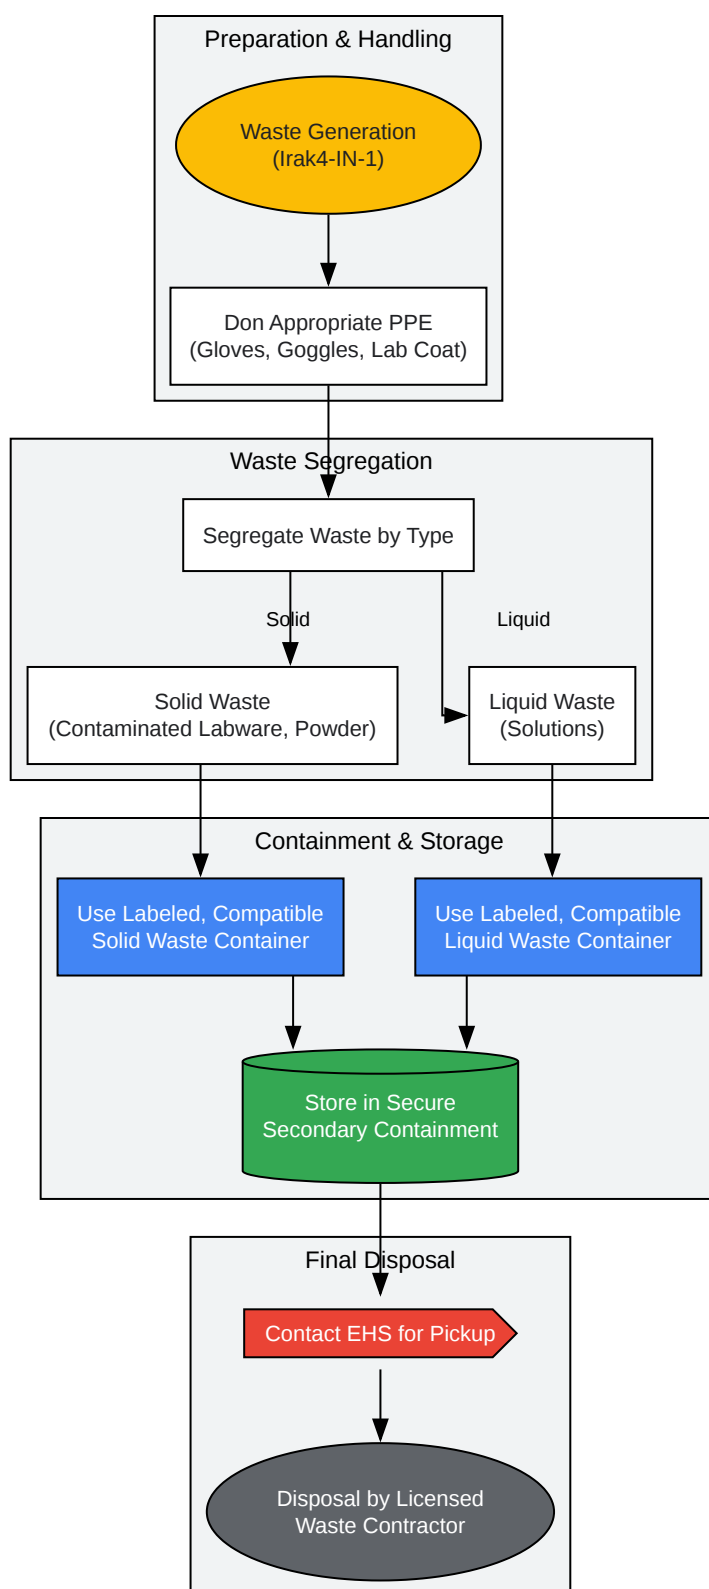 Preparation & Handling
Waste Generation
(Irak4-IN-1)
Don Appropriate PPE
(Gloves, Goggles, Lab Coat)
Waste Segregation
Segregate Waste by Type
Solid
Liquid
Solid Waste
(Contaminated Labware, Powder)
Liquid Waste
(Solutions)
Containment & Storage
Use Labeled, Compatible
Solid Waste Container
Use Labeled, Compatible
Liquid Waste Container
Store in Secure
Secondary Containment
Final Disposal
Contact EHS for Pickup
Disposal by Licensed
Waste Contractor